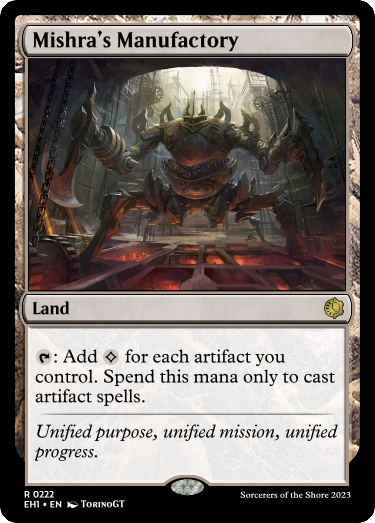 Mishra's Manufactory
Land
: Add for each artifact you
control. Spend this mana only to cast
artifact spells.
Unified purpose, unified mission, unified
progress.
R 0222
EH1 • EN TorinoGT
Sorcerers of the Shore 2023